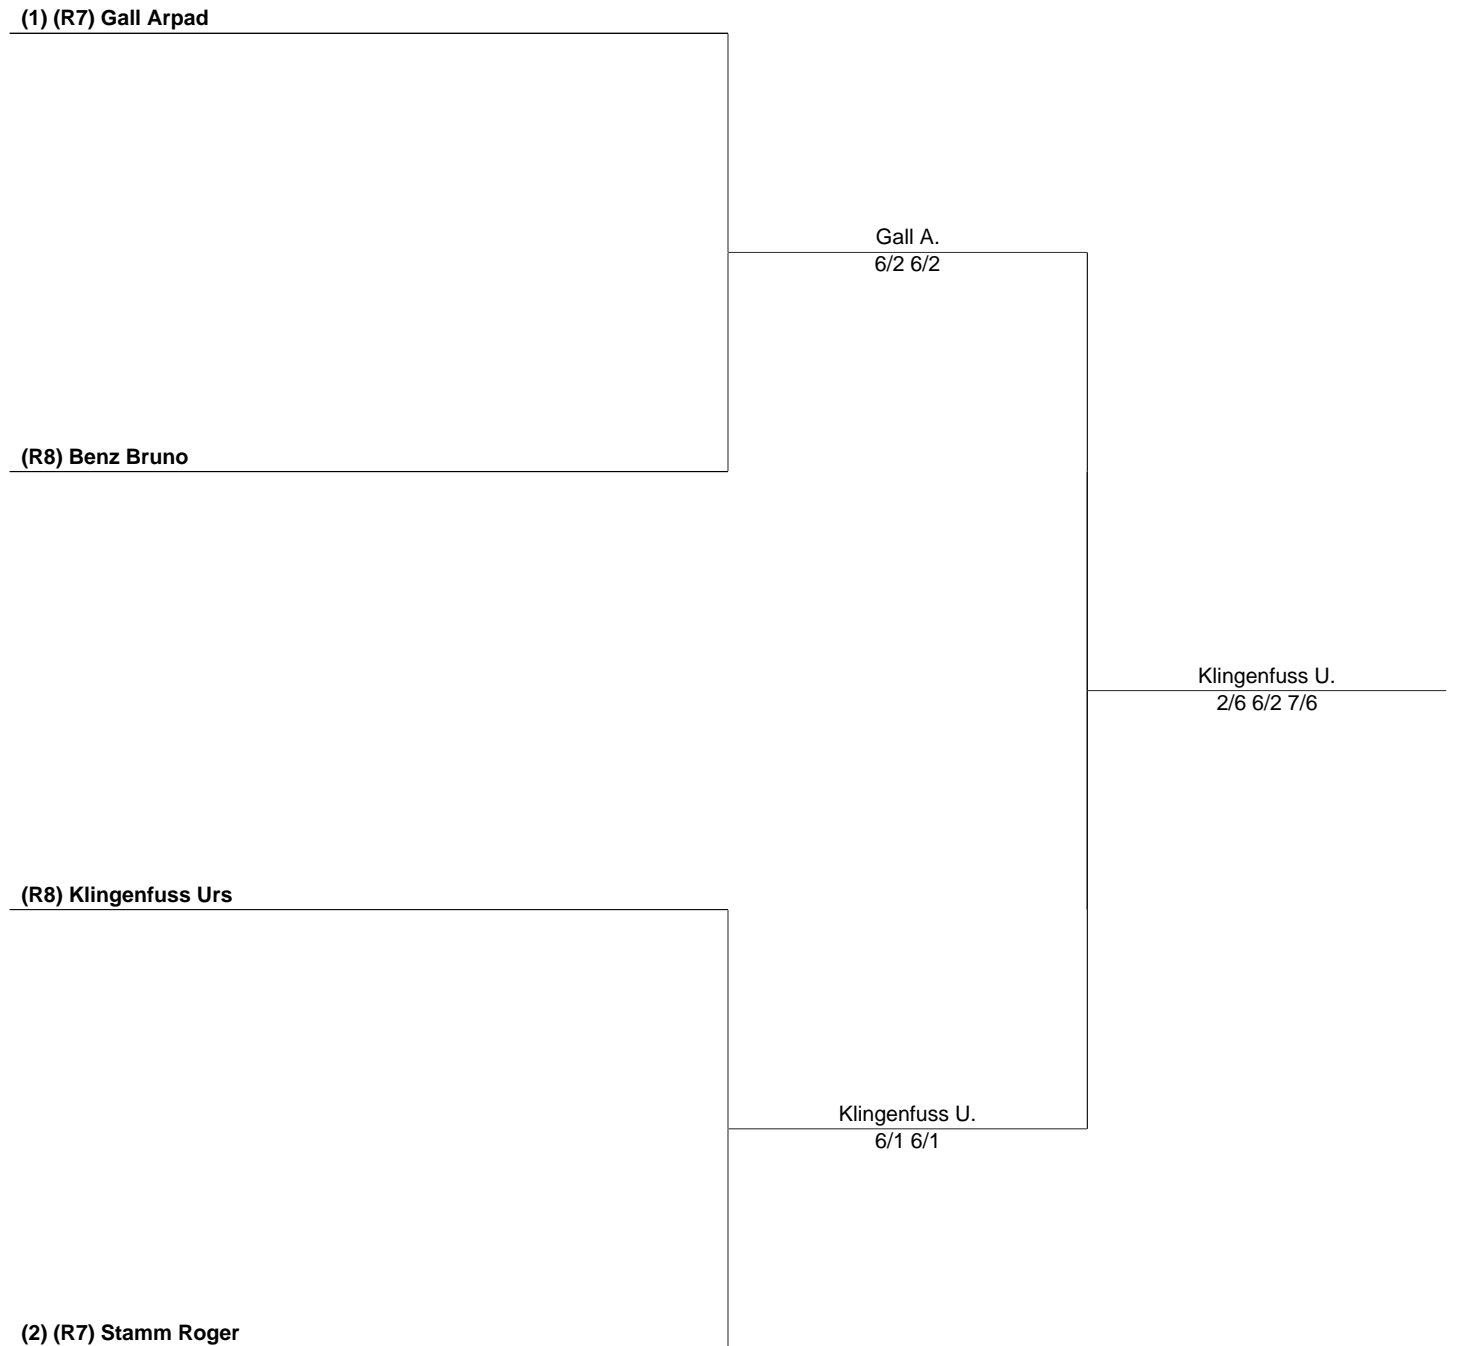 (1) (R7) Gall Arpad
Gall A.
6/2 6/2
(R8) Benz Bruno
Klingenfuss U.
2/6 6/2 7/6
(R8) Klingenfuss Urs
Klingenfuss U.
6/1 6/1
(2) (R7) Stamm Roger